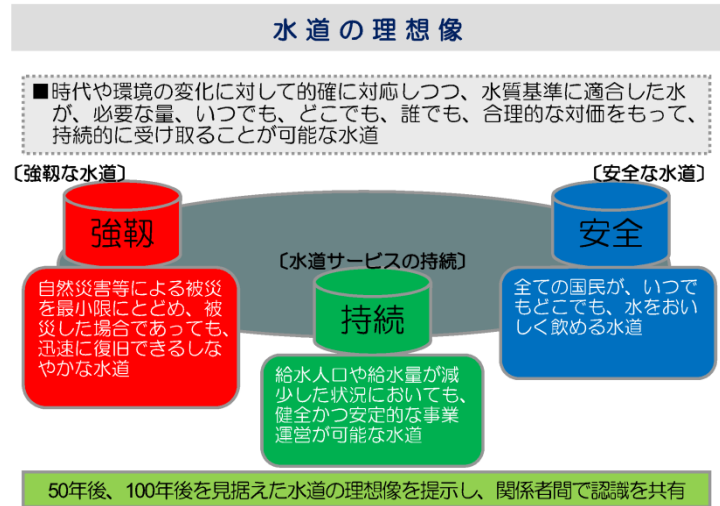 水道の理想像
■時代や環境の変化に対して的確に対応しつつ、水質基準に適合した水
が、必要な量、いつでも、どこでも、誰でも、合理的な対価をもって、
持続的に受け取ることが可能な水道
〔強靱な水道〕
強靱
自然災害等による被災
を最小限にとどめ、被
災した場合であっても、
迅速に復旧できるしな
やかな水道
〔水道サービスの持続〕
持続
給水人口や給水量が減
少した状況においても、
健全かつ安定的な事業
運営が可能な水道
〔安全な水道〕
安全
全ての国民が、いつで
もどこでも、水をおい
しく飲める水道
50年後、100年後を見据えた水道の理想像を提示し、関係者間で認識を共有